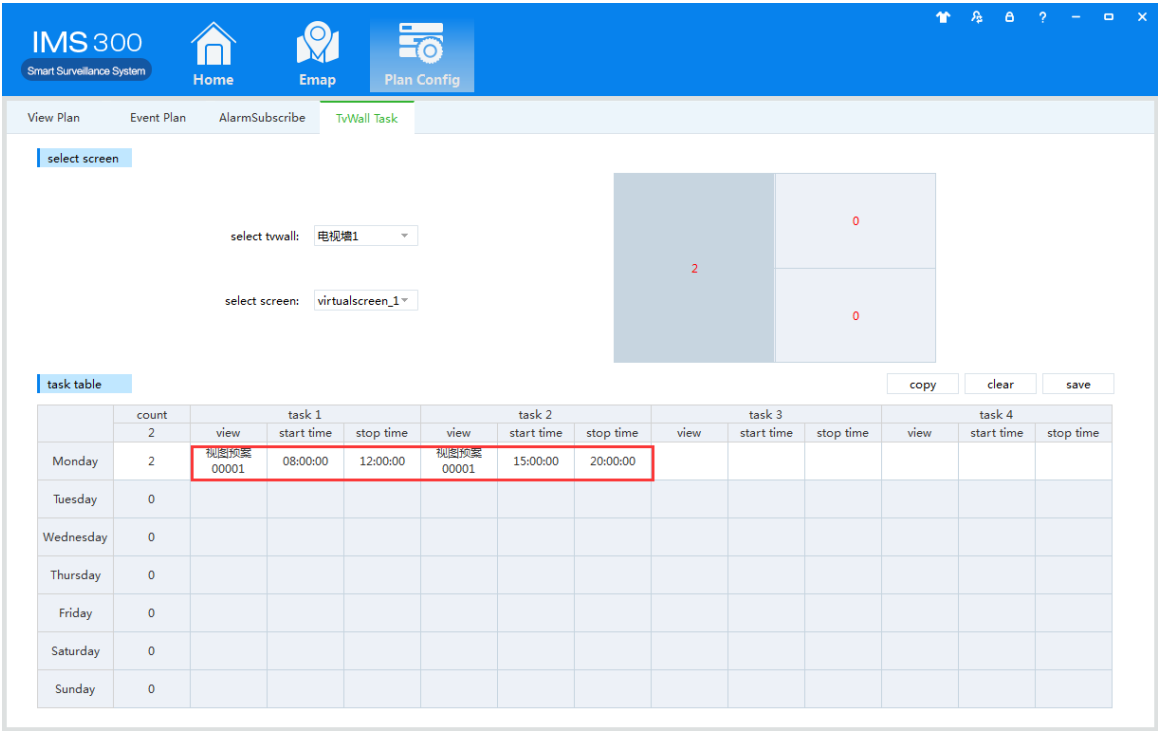 IMS 300
Smart Surveillance System
Home
Emap
Plan Config
?
View Plan
Event Plan
AlarmSubscribe
TvWall Task
select screen
select tvwall:
电视墙1
select screen:
virtualscreen_1
2
0
0
task table
copy
clear
save
count task 1 task 2 task 3 task 4
2 view start time stop time view start time stop time view start time stop time view start time stop time
Monday 2 视图预案 00001 08:00:00 12:00:00 视图预案 00001 15:00:00 20:00:00
Tuesday 0
Wednesday 0
Thursday 0
Friday 0
Saturday 0
Sunday 0